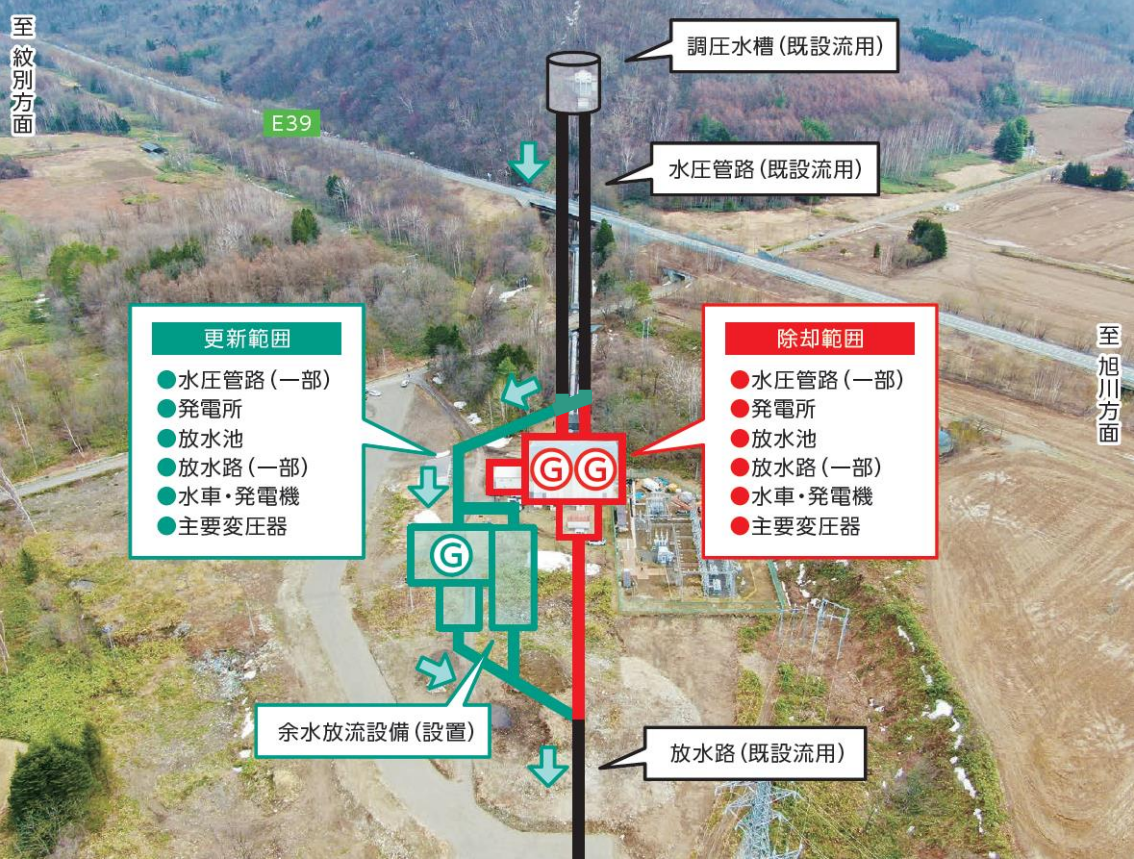 至 紋別方面
調圧水槽(既設流用)
E39
水圧管路(既設流用)
更新範囲
●水圧管路(一部)
●発電所
●放水池
●放水路(一部)
●水車・発電機
●主要変圧器
除却範囲
●水圧管路(一部)
●発電所
●放水池
●放水路(一部)
●水車・発電機
●主要変圧器
至 旭川方面
G G
G
余水放流設備(設置)
放水路(既設流用)